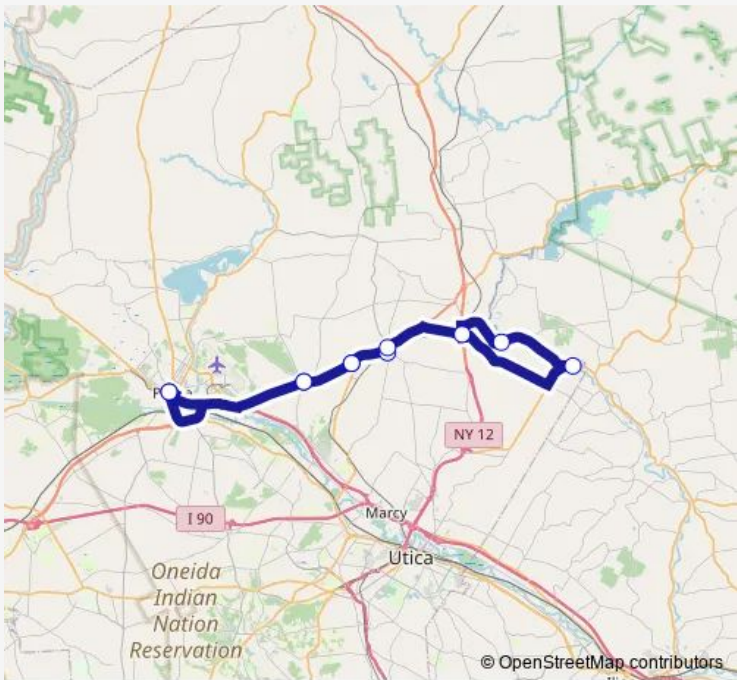 NY 12
I 90
Marcy
Utica
Oneida
Indian
Nation
Reservation
© OpenStreetMap contributors